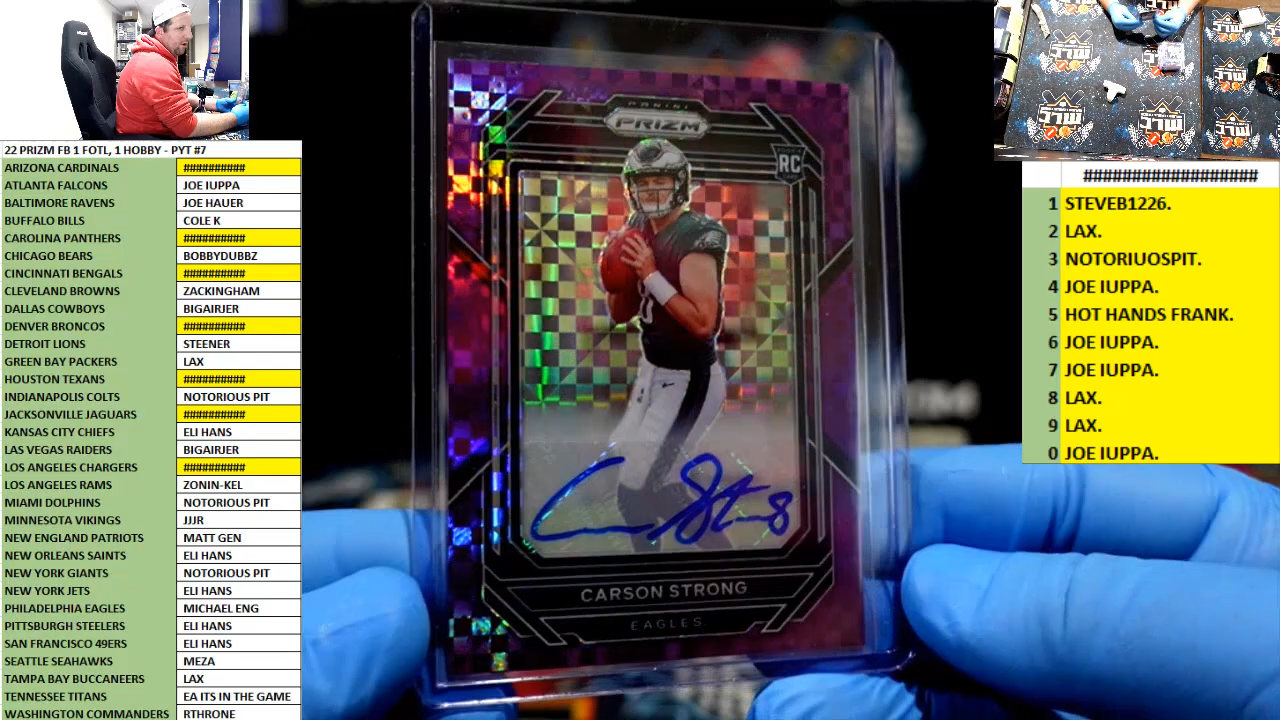 22 PRIZM FB 1 FOTL, 1 HOBBY - PYT #7
ARIZONA CARDINALS ##########
ATLANTA FALCONS JOE IUPPA
BALTIMORE RAVENS JOE HAUER
BUFFALO BILLS COLE K
CAROLINA PANTHERS ##########
CHICAGO BEARS BOBBYDUBBZ
CINCINNATI BENGALS ##########
CLEVELAND BROWNS ZACKINGHAM
DALLAS COWBOYS BIGAIRJER
DENVER BRONCOS ##########
DETROIT LIONS STEENER
GREEN BAY PACKERS LAX
HOUSTON TEXANS ##########
INDIANAPOLIS COLTS NOTORIOUS PIT
JACKSONVILLE JAGUARS ##########
KANSAS CITY CHIEFS ELI HANS
LAS VEGAS RAIDERS BIGAIRJER
LOS ANGELES CHARGERS ##########
LOS ANGELES RAMS ZONIN-KEL
MIAMI DOLPHINS NOTORIOUS PIT
MINNESOTA VIKINGS JJJR
NEW ENGLAND PATRIOTS MATT GEN
NEW ORLEANS SAINTS ELI HANS
NEW YORK GIANTS NOTORIOUS PIT
NEW YORK JETS ELI HANS
PHILADELPHIA EAGLES MICHAEL ENG
PITTSBURGH STEELERS ELI HANS
SAN FRANCISCO 49ERS ELI HANS
SEATTLE SEAHAWKS MEZA
TAMPA BAY BUCCANEERS LAX
TENNESSEE TITANS EA ITS IN THE GAME
WASHINGTON COMMANDERS RTHRONE
PANINI
PRIZM
RC
8
CARSON STRONG
EAGLES
##################
1 STEVEB1226.
2 LAX.
3 NOTORIUOSPIT.
4 JOE IUPPA.
5 HOT HANDS FRANK.
6 JOE IUPPA.
7 JOE IUPPA.
8 LAX.
9 LAX.
0 JOE IUPPA.